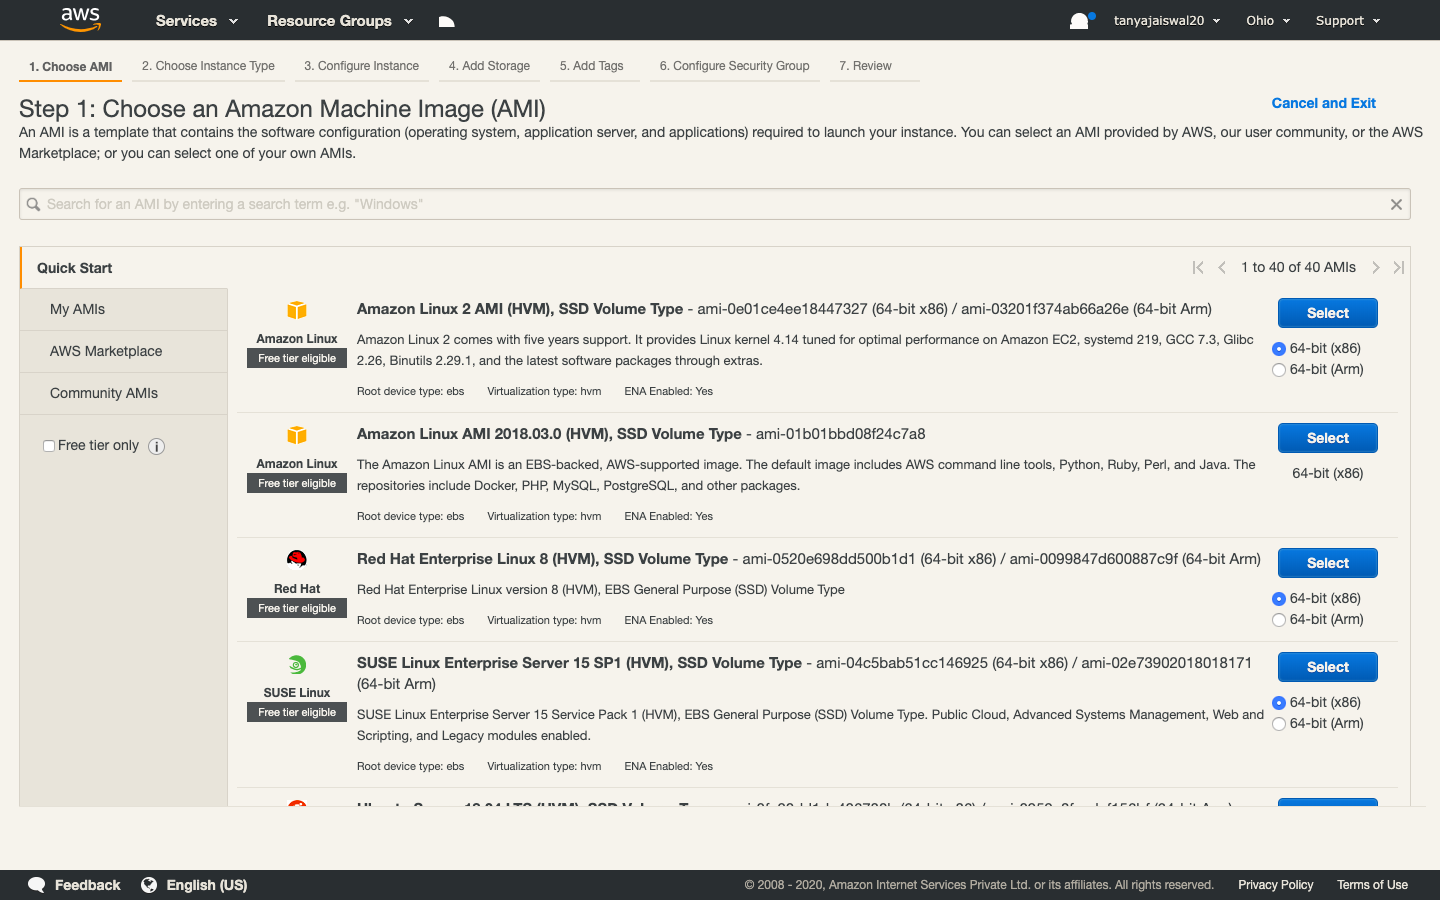 aws
Services
Resource Groups
tanyajaiswal20
Ohio
Support
1. Choose AMI
2. Choose Instance Type
3. Configure Instance
4. Add Storage
5. Add Tags
6. Configure Security Group
7. Review
Step 1: Choose an Amazon Machine Image (AMI)
Cancel and Exit
An AMI is a template that contains the software configuration (operating system, application server, and applications) required to launch your instance. You can select an AMI provided by AWS, our user community, or the AWS
Marketplace; or you can select one of your own AMIs.
Search for an AMI by entering a search term e.g. "Windows"
Quick Start
1 to 40 of 40 AMIs
My AMIs
AWS Marketplace
Community AMIs
Free tier only
Amazon Linux
Free tier eligible
Amazon Linux 2 AMI (HVM), SSD Volume Type - ami-0e01ce4ee18447327 (64-bit x86) / ami-03201f374ab66a26e (64-bit Arm)
Amazon Linux 2 comes with five years support. It provides Linux kernel 4.14 tuned for optimal performance on Amazon EC2, systemd 219, GCC 7.3, Glibc
2.26, Binutils 2.29.1, and the latest software packages through extras.
Root device type: ebs Virtualization type: hvm ENA Enabled: Yes
Select
64-bit (x86)
64-bit (Arm)
Amazon Linux
Free tier eligible
Amazon Linux AMI 2018.03.0 (HVM), SSD Volume Type - ami-01b01bbd08f24c7a8
The Amazon Linux AMI is an EBS-backed, AWS-supported image. The default image includes AWS command line tools, Python, Ruby, Perl, and Java. The
repositories include Docker, PHP, MySQL, PostgreSQL, and other packages.
Root device type: ebs Virtualization type: hvm ENA Enabled: Yes
Select
64-bit (x86)
Red Hat
Free tier eligible
Red Hat Enterprise Linux 8 (HVM), SSD Volume Type - ami-0520e698dd500b1d1 (64-bit x86) / ami-0099847d600887c9f (64-bit Arm)
Red Hat Enterprise Linux version 8 (HVM), EBS General Purpose (SSD) Volume Type
Root device type: ebs Virtualization type: hvm ENA Enabled: Yes
Select
64-bit (x86)
64-bit (Arm)
SUSE Linux
Free tier eligible
SUSE Linux Enterprise Server 15 SP1 (HVM), SSD Volume Type - ami-04c5bab51cc146925 (64-bit x86) / ami-02e73902018018171
(64-bit Arm)
SUSE Linux Enterprise Server 15 Service Pack 1 (HVM), EBS General Purpose (SSD) Volume Type. Public Cloud, Advanced Systems Management, Web and
Scripting, and Legacy modules enabled.
Root device type: ebs Virtualization type: hvm ENA Enabled: Yes
Select
64-bit (x86)
64-bit (Arm)
Feedback
English (US)
© 2008 - 2020, Amazon Internet Services Private Ltd. or its affiliates. All rights reserved.
Privacy Policy
Terms of Use